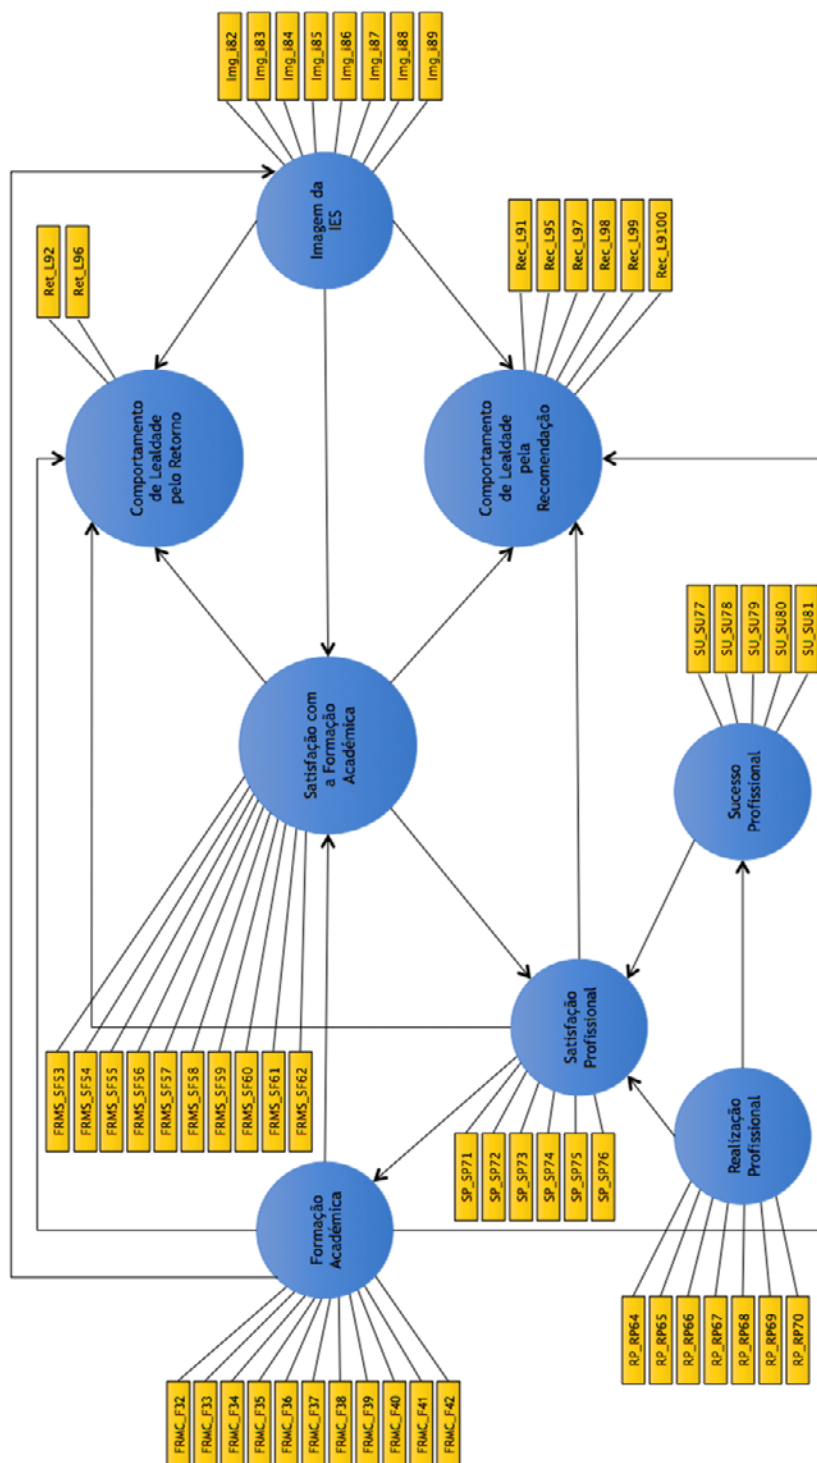 FRMC_F32
FRMC_F33
FRMC_F34
FRMC_F35
FRMC_F36
FRMC_F37
FRMC_F38
FRMC_F39
FRMC_F40
FRMC_F41
FRMC_F42
Formação
Académica
FRMS_SF53
FRMS_SF54
FRMS_SF55
FRMS_SF56
FRMS_SF57
FRMS_SF58
FRMS_SF59
FRMS_SF60
FRMS_SF61
FRMS_SF62
Satisfação com
a Formação
Académica
Ret_L92
Ret_L96
Comportamento
de Lealdade
pelo Retorno
Img_i82
Img_i83
Img_i84
Img_i85
Img_i86
Img_i87
Img_i88
Img_i89
Imagem da
IES
Rec_L91
Rec_L95
Rec_L97
Rec_L98
Rec_L99
Rec_L9100
Comportamento
de Lealdade
pela
Recomendação
SP_SP71
SP_SP72
SP_SP73
SP_SP74
SP_SP75
SP_SP76
Satisfação
Profissional
RP_RP64
RP_RP65
RP_RP66
RP_RP67
RP_RP68
RP_RP69
RP_RP70
Realização
Profissional
SU_SU77
SU_SU78
SU_SU79
SU_SU80
SU_SU81
Sucesso
Profissional